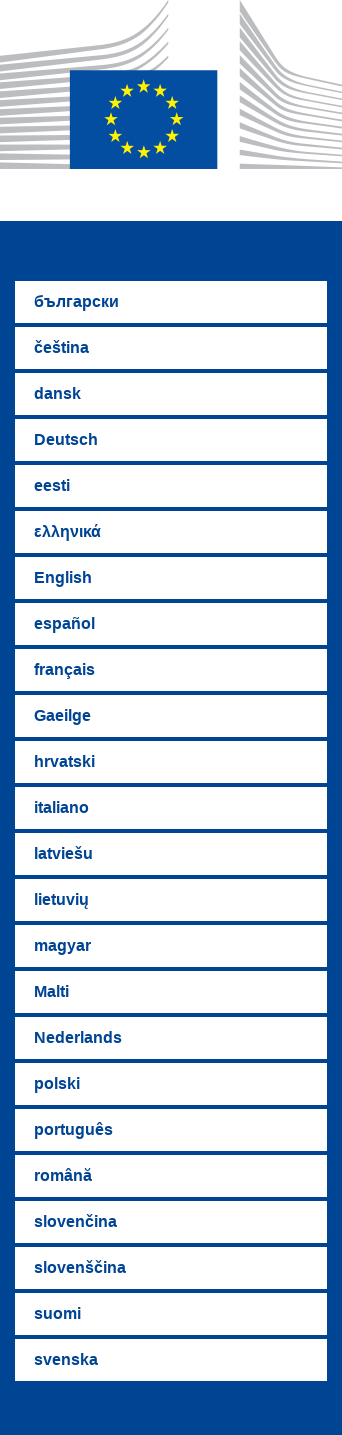 български
čeština
dansk
Deutsch
eesti
ελληνικά
English
español
français
Gaeilge
hrvatski
italiano
latviešu
lietuvių
magyar
Malti
Nederlands
polski
português
română
slovenčina
slovenščina
suomi
svenska